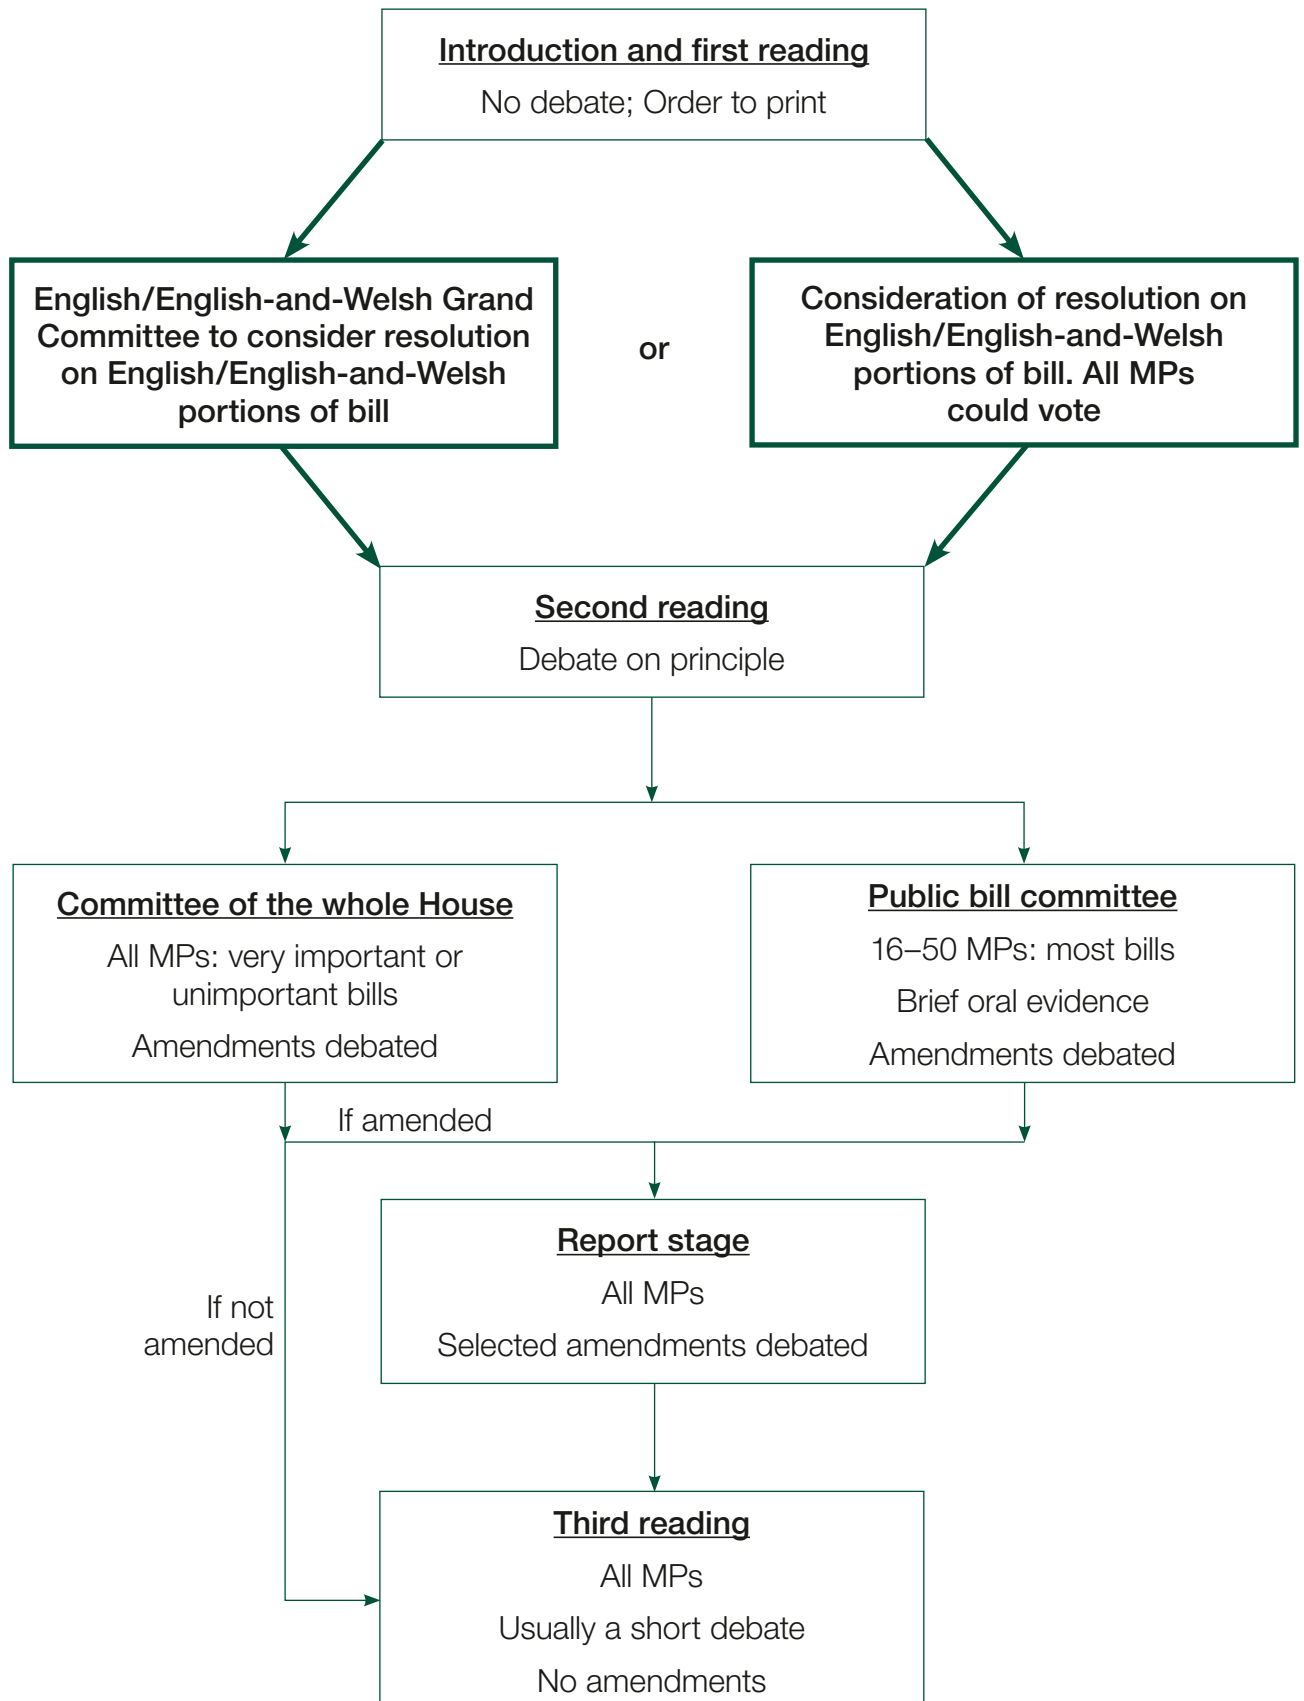 Introduction and first reading
No debate; Order to print
English/English-and-Welsh Grand
Committee to consider resolution
on English/English-and-Welsh
portions of bill
or
Consideration of resolution on
English/English-and-Welsh
portions of bill. All MPs
could vote
Second reading
Debate on principle
Committee of the whole House
All MPs: very important or
unimportant bills
Amendments debated
Public bill committee
16–50 MPs: most bills
Brief oral evidence
Amendments debated
If amended
Report stage
All MPs
Selected amendments debated
If not
amended
Third reading
All MPs
Usually a short debate
No amendments